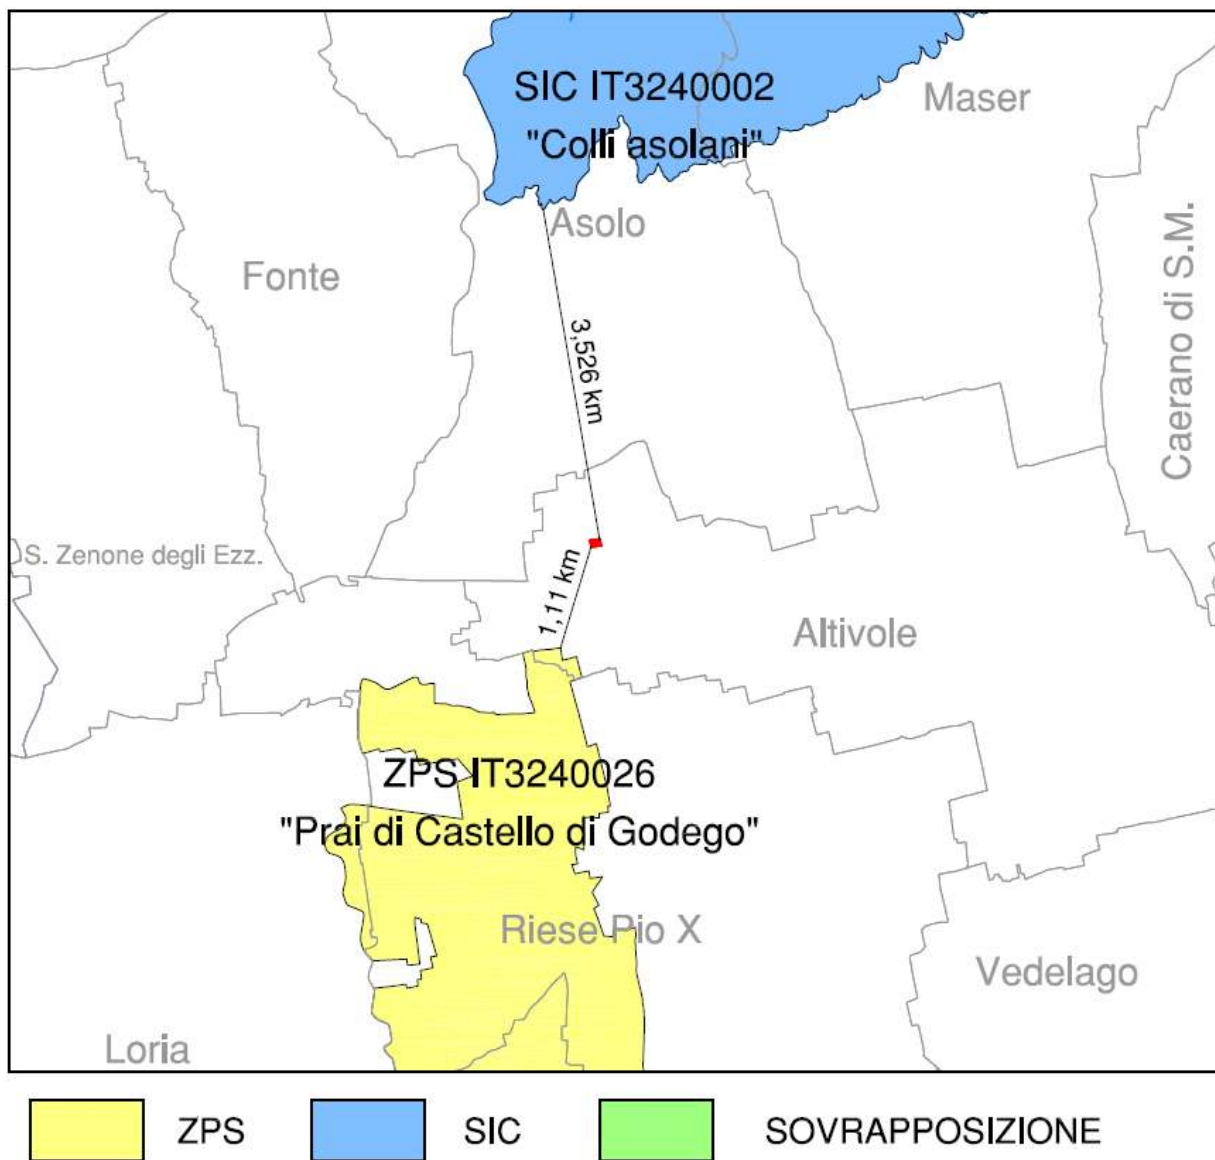 SIC IT3240002
"Colli asolani"
Maser
Asolo
Fonte
Caerano di S.M.
3,526 km
S. Zenone degli Ezz.
1,11 km
Altivole
ZPS IT3240026
"Prai di Castello di Godego"
Riese Pio X
Vedelago
Loria
ZPS
SIC
SOVRAPPOSIZIONE